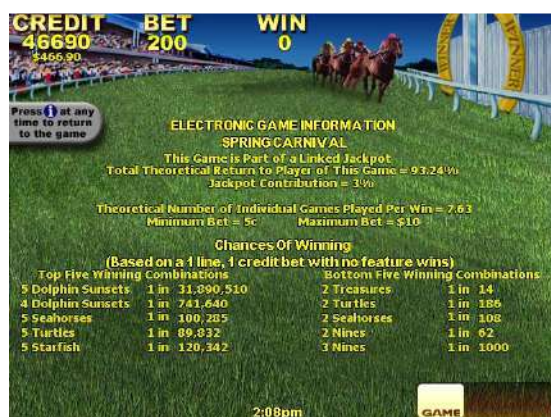 CREDIT BET WIN
46690 200 0
$466.90
WINNER
Press i at any
time to return
to the game
ELECTRONIC GAME INFORMATION
SPRING CARNIVAL
This Game is Part of a Linked Jackpot
Total Theoretical Return to Player of This Game = 93.24%
Jackpot Contribution = 3%
Theoretical Number of Individual Games Played Per Win = 7.63
Minimum Bet = 5c Maximum Bet = $10
Chances Of Winning
(Based on a 1 line, 1 credit bet with no feature wins)
Top Five Winning Combinations Bottom Five Winning Combinations
5 Dolphin Sunsets 1 in 31,890,510 2 Treasures 1 in 14
4 Dolphin Sunsets 1 in 741,640 2 Turtles 1 in 186
5 Seahorses 1 in 100,285 2 Seahorses 1 in 108
5 Turtles 1 in 89,832 2 Nines 1 in 62
5 Starfish 1 in 120,342 3 Nines 1 in 1000
2:08pm GAME